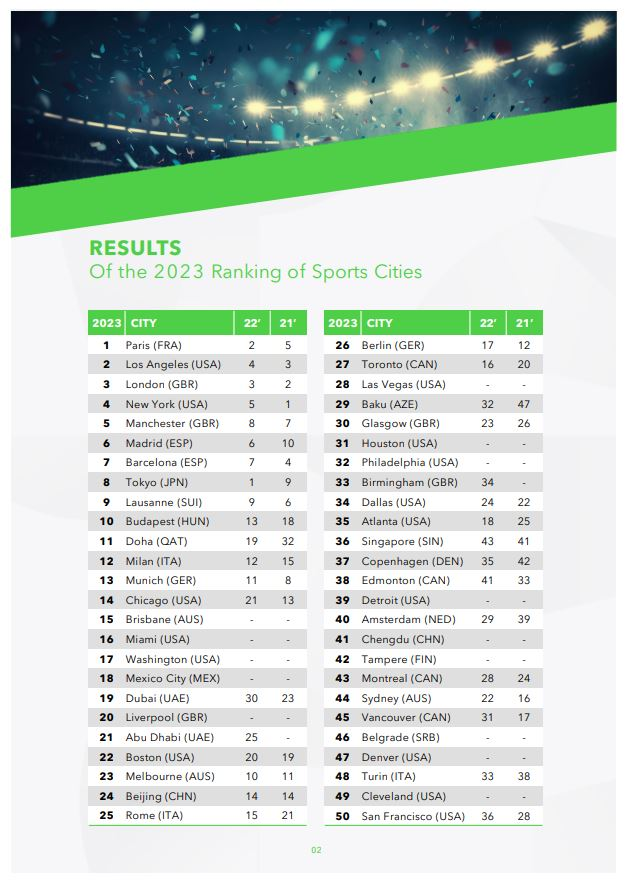 RESULTS
Of the 2023 Ranking of Sports Cities
2023 CITY 22’ 21’
1 Paris (FRA) 2 5
2 Los Angeles (USA) 4 3
3 London (GBR) 3 2
4 New York (USA) 5 1
5 Manchester (GBR) 8 7
6 Madrid (ESP) 6 10
7 Barcelona (ESP) 7 4
8 Tokyo (JPN) 1 9
9 Lausanne (SUI) 9 6
10 Budapest (HUN) 13 18
11 Doha (QAT) 19 32
12 Milan (ITA) 12 15
13 Munich (GER) 11 8
14 Chicago (USA) 21 13
15 Brisbane (AUS) - -
16 Miami (USA) - -
17 Washington (USA) - -
18 Mexico City (MEX) - -
19 Dubai (UAE) 30 23
20 Liverpool (GBR) - -
21 Abu Dhabi (UAE) 25 -
22 Boston (USA) 20 19
23 Melbourne (AUS) 10 11
24 Beijing (CHN) 14 14
25 Rome (ITA) 15 21
2023 CITY 22’ 21’
26 Berlin (GER) 17 12
27 Toronto (CAN) 16 20
28 Las Vegas (USA) - -
29 Baku (AZE) 32 47
30 Glasgow (GBR) 23 26
31 Houston (USA) - -
32 Philadelphia (USA) - -
33 Birmingham (GBR) 34 -
34 Dallas (USA) 24 22
35 Atlanta (USA) 18 25
36 Singapore (SIN) 43 41
37 Copenhagen (DEN) 35 42
38 Edmonton (CAN) 41 33
39 Detroit (USA) - -
40 Amsterdam (NED) 29 39
41 Chengdu (CHN) - -
42 Tampere (FIN) - -
43 Montreal (CAN) 28 24
44 Sydney (AUS) 22 16
45 Vancouver (CAN) 31 17
46 Belgrade (SRB) - -
47 Denver (USA) - -
48 Turin (ITA) 33 38
49 Cleveland (USA) - -
50 San Francisco (USA) 36 28
02